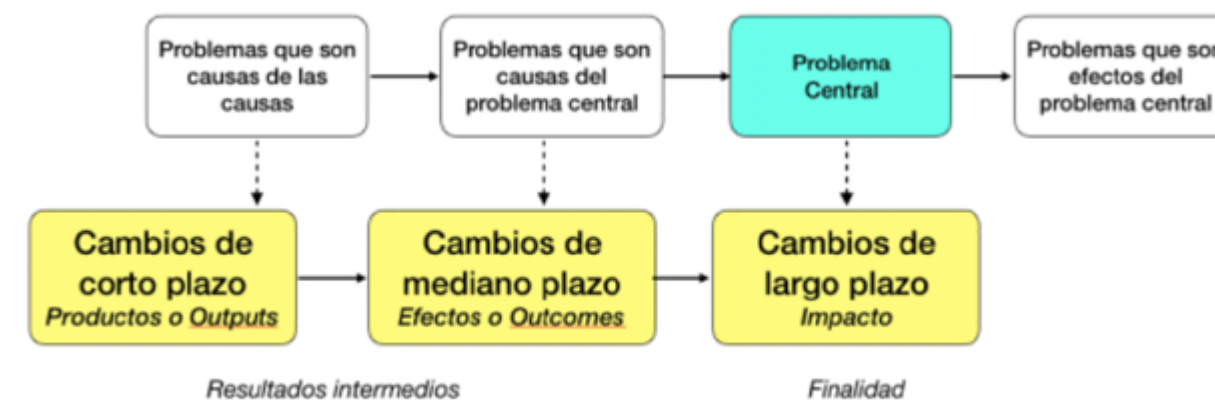 Problemas que son
causas de las
causas
Problemas que son
causas del
problema central
Problema
Central
Problemas que son
efectos del
problema central
Cambios de
corto plazo
Productos o Outputs
Cambios de
mediano plazo
Efectos o Outcomes
Cambios de
largo plazo
Impacto
Resultados intermedios
Finalidad